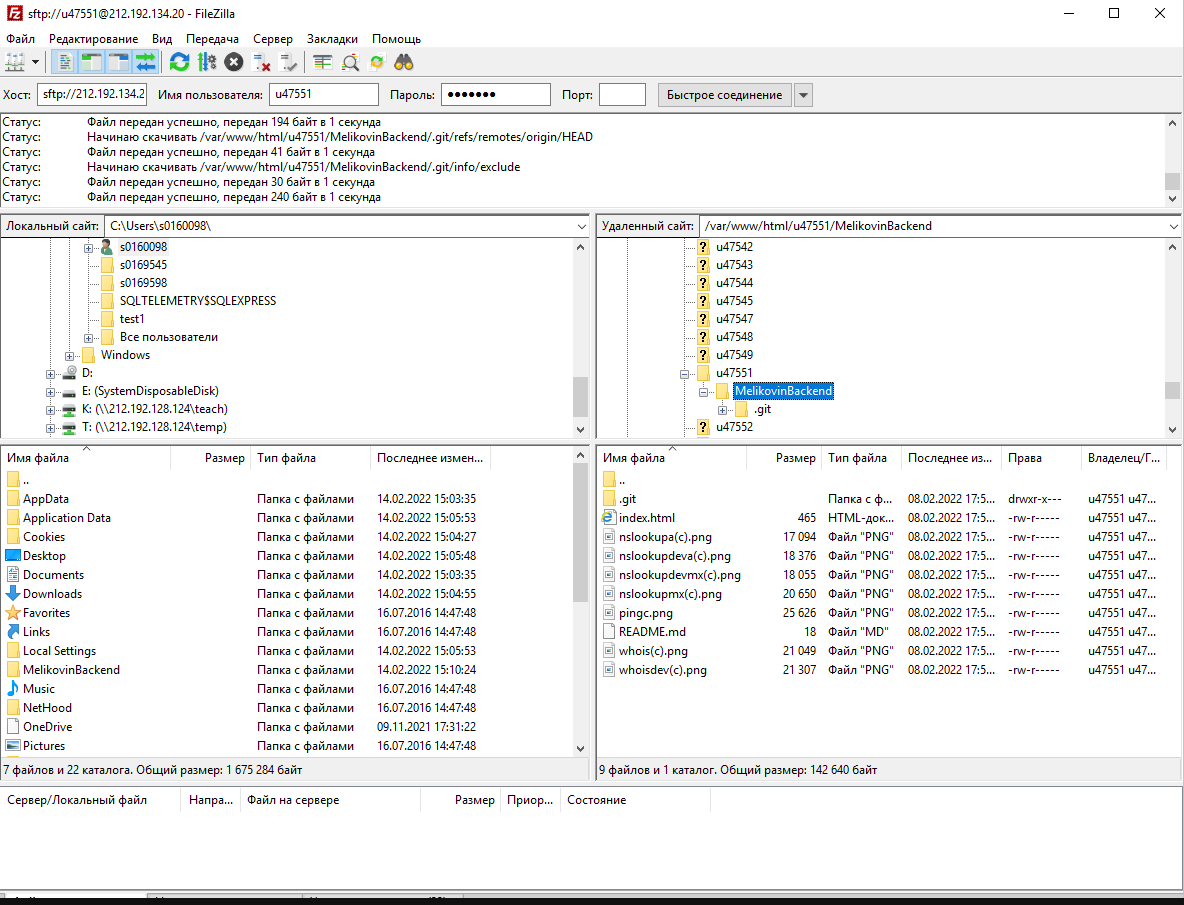 sftp://u47551@212.192.134.20 - FileZilla
Файл Редактирование Вид Передача Сервер Закладки Помощь
Хост: sftp://212.192.134.2 Имя пользователя: u47551 Пароль: ●●●●●●● Порт: Быстрое соединение
Статус: Файл передан успешно, передан 194 байт в 1 секунда
Статус: Начинаю скачивать /var/www/html/u47551/MelikovinBackend/.git/refs/remotes/origin/HEAD
Статус: Файл передан успешно, передан 41 байт в 1 секунда
Статус: Начинаю скачивать /var/www/html/u47551/MelikovinBackend/.git/info/exclude
Статус: Файл передан успешно, передан 30 байт в 1 секунда
Статус: Файл передан успешно, передан 240 байт в 1 секунда
Локальный сайт: C:\Users\s0160098\
s0160098
s0169545
s0169598
SQLTELEMETRY$SQLEXPRESS
test1
Все пользователи
Windows
D:
E: (SystemDisposableDisk)
K: (\\212.192.128.124\teach)
T: (\\212.192.128.124\temp)
Удаленный сайт: /var/www/html/u47551/MelikovinBackend
? u47542
? u47543
? u47544
? u47545
? u47547
? u47548
? u47549
u47551
MelikovinBackend
.git
? u47552
Имя файла Размер Тип файла Последнее измен...
..
AppData Папка с файлами 14.02.2022 15:03:35
Application Data Папка с файлами 14.02.2022 15:05:53
Cookies Папка с файлами 14.02.2022 15:04:27
Desktop Папка с файлами 14.02.2022 15:05:48
Documents Папка с файлами 14.02.2022 15:03:35
Downloads Папка с файлами 14.02.2022 15:04:55
Favorites Папка с файлами 16.07.2016 14:47:48
Links Папка с файлами 16.07.2016 14:47:48
Local Settings Папка с файлами 14.02.2022 15:05:53
MelikovinBackend Папка с файлами 14.02.2022 15:10:24
Music Папка с файлами 16.07.2016 14:47:48
NetHood Папка с файлами 16.07.2016 14:47:48
OneDrive Папка с файлами 09.11.2021 17:31:22
Pictures Папка с файлами 16.07.2016 14:47:48
7 файлов и 22 каталога. Общий размер: 1 675 284 байт
Имя файла Размер Тип файла Последнее из... Права Владелец/Г...
..
.git Папка с ф... 08.02.2022 17:5... drwxr-x--- u47551 u47...
index.html 465 HTML-док... 08.02.2022 17:5... -rw-r----- u47551 u47...
nslookupa(c).png 17 094 Файл "PNG" 08.02.2022 17:5... -rw-r----- u47551 u47...
nslookupdeva(c).png 18 376 Файл "PNG" 08.02.2022 17:5... -rw-r----- u47551 u47...
nslookupdevmx(c).png 18 055 Файл "PNG" 08.02.2022 17:5... -rw-r----- u47551 u47...
nslookupmx(c).png 20 650 Файл "PNG" 08.02.2022 17:5... -rw-r----- u47551 u47...
pingc.png 25 626 Файл "PNG" 08.02.2022 17:5... -rw-r----- u47551 u47...
README.md 18 Файл "MD" 08.02.2022 17:5... -rw-r----- u47551 u47...
whois(c).png 21 049 Файл "PNG" 08.02.2022 17:5... -rw-r----- u47551 u47...
whoisdev(c).png 21 307 Файл "PNG" 08.02.2022 17:5... -rw-r----- u47551 u47...
9 файлов и 1 каталог. Общий размер: 142 640 байт
Сервер/Локальный файл Напра... Файл на сервере Размер Приор... Состояние